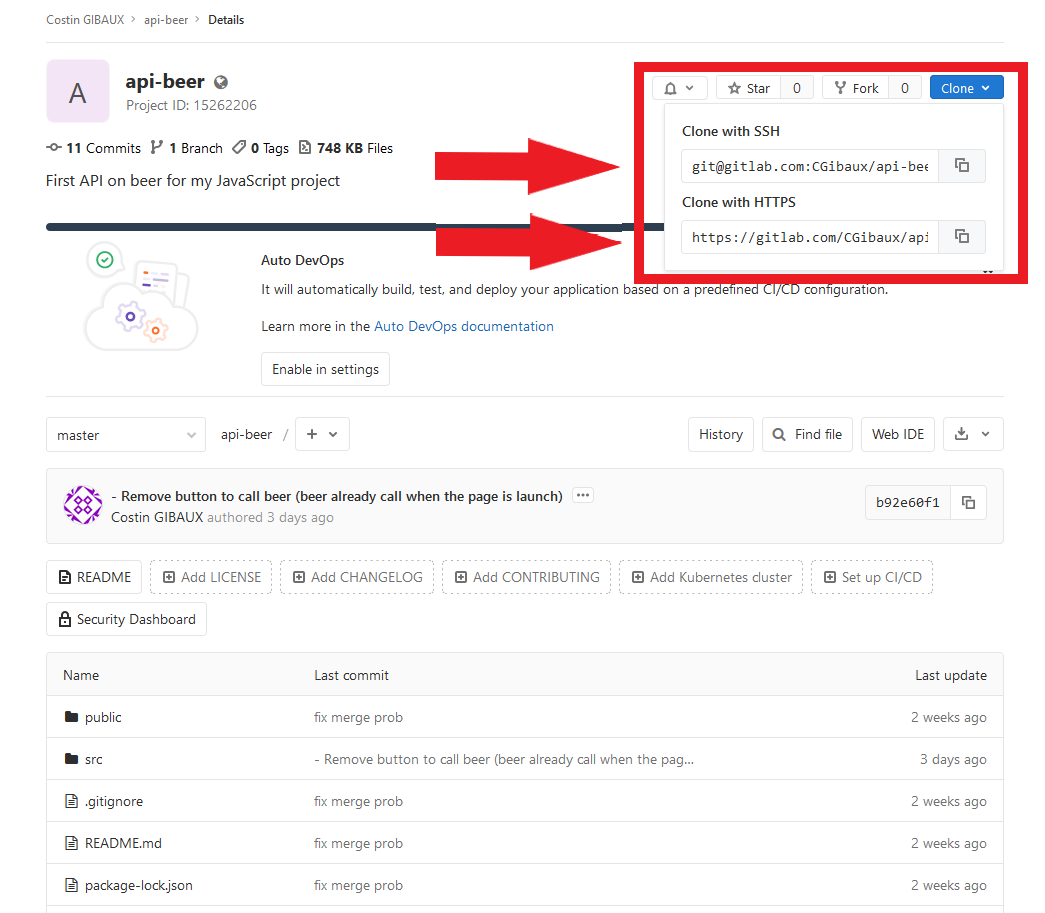 Costin GIBAUX > api-beer > Details
A
api-beer
Project ID: 15262206
Star 0 Fork 0 Clone
11 Commits 1 Branch 0 Tags 748 KB Files
First API on beer for my JavaScript project
Clone with SSH
git@gitlab.com:CGibaux/api-bee
Clone with HTTPS
https://gitlab.com/CGibaux/api
Auto DevOps
It will automatically build, test, and deploy your application based on a predefined CI/CD configuration.
Learn more in the Auto DevOps documentation
Enable in settings
master api-beer / + History Find file Web IDE
- Remove button to call beer (beer already call when the page is launch) ···
Costin GIBAUX authored 3 days ago
b92e60f1
README Add LICENSE Add CHANGELOG Add CONTRIBUTING Add Kubernetes cluster Set up CI/CD
Security Dashboard
Name Last commit Last update
public fix merge prob 2 weeks ago
src - Remove button to call beer (beer already call when the pag... 3 days ago
.gitignore fix merge prob 2 weeks ago
README.md fix merge prob 2 weeks ago
package-lock.json fix merge prob 2 weeks ago